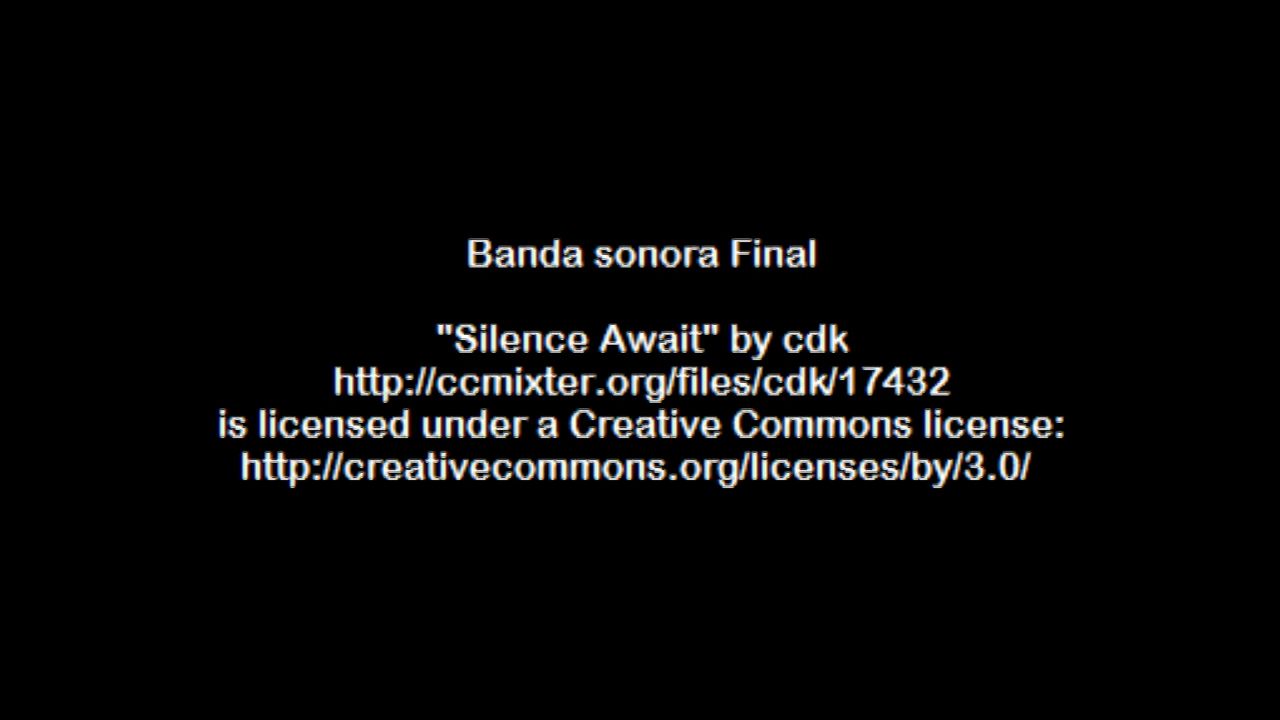 Banda sonora Final
"Silence Await" by cdk
http://ccmixter.org/files/cdk/17432
is licensed under a Creative Commons license:
http://creativecommons.org/licenses/by/3.0/